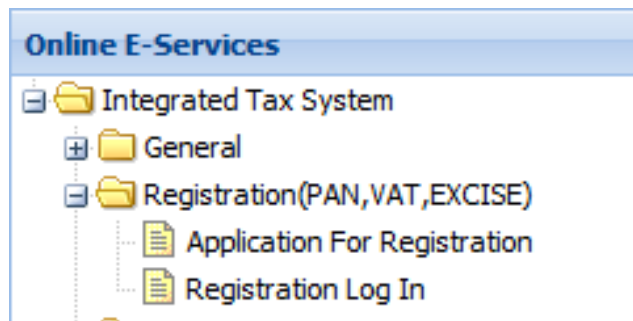 Online E-Services
Integrated Tax System
General
Registration(PAN,VAT,EXCISE)
Application For Registration
Registration Log In